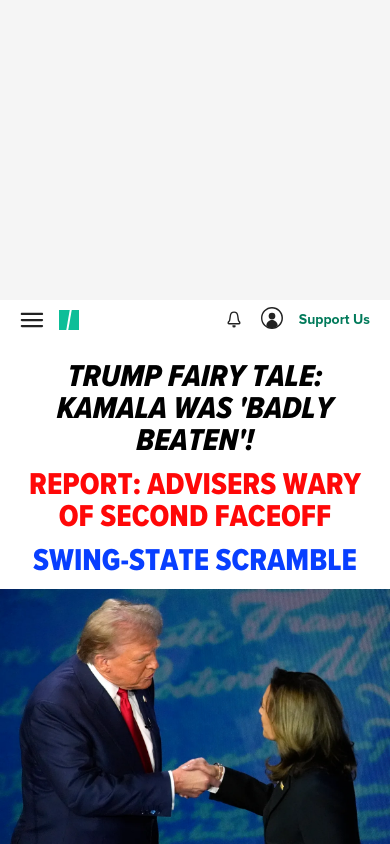 Support Us
TRUMP FAIRY TALE:
KAMALA WAS 'BADLY
BEATEN'!
REPORT: ADVISERS WARY
OF SECOND FACEOFF
SWING-STATE SCRAMBLE